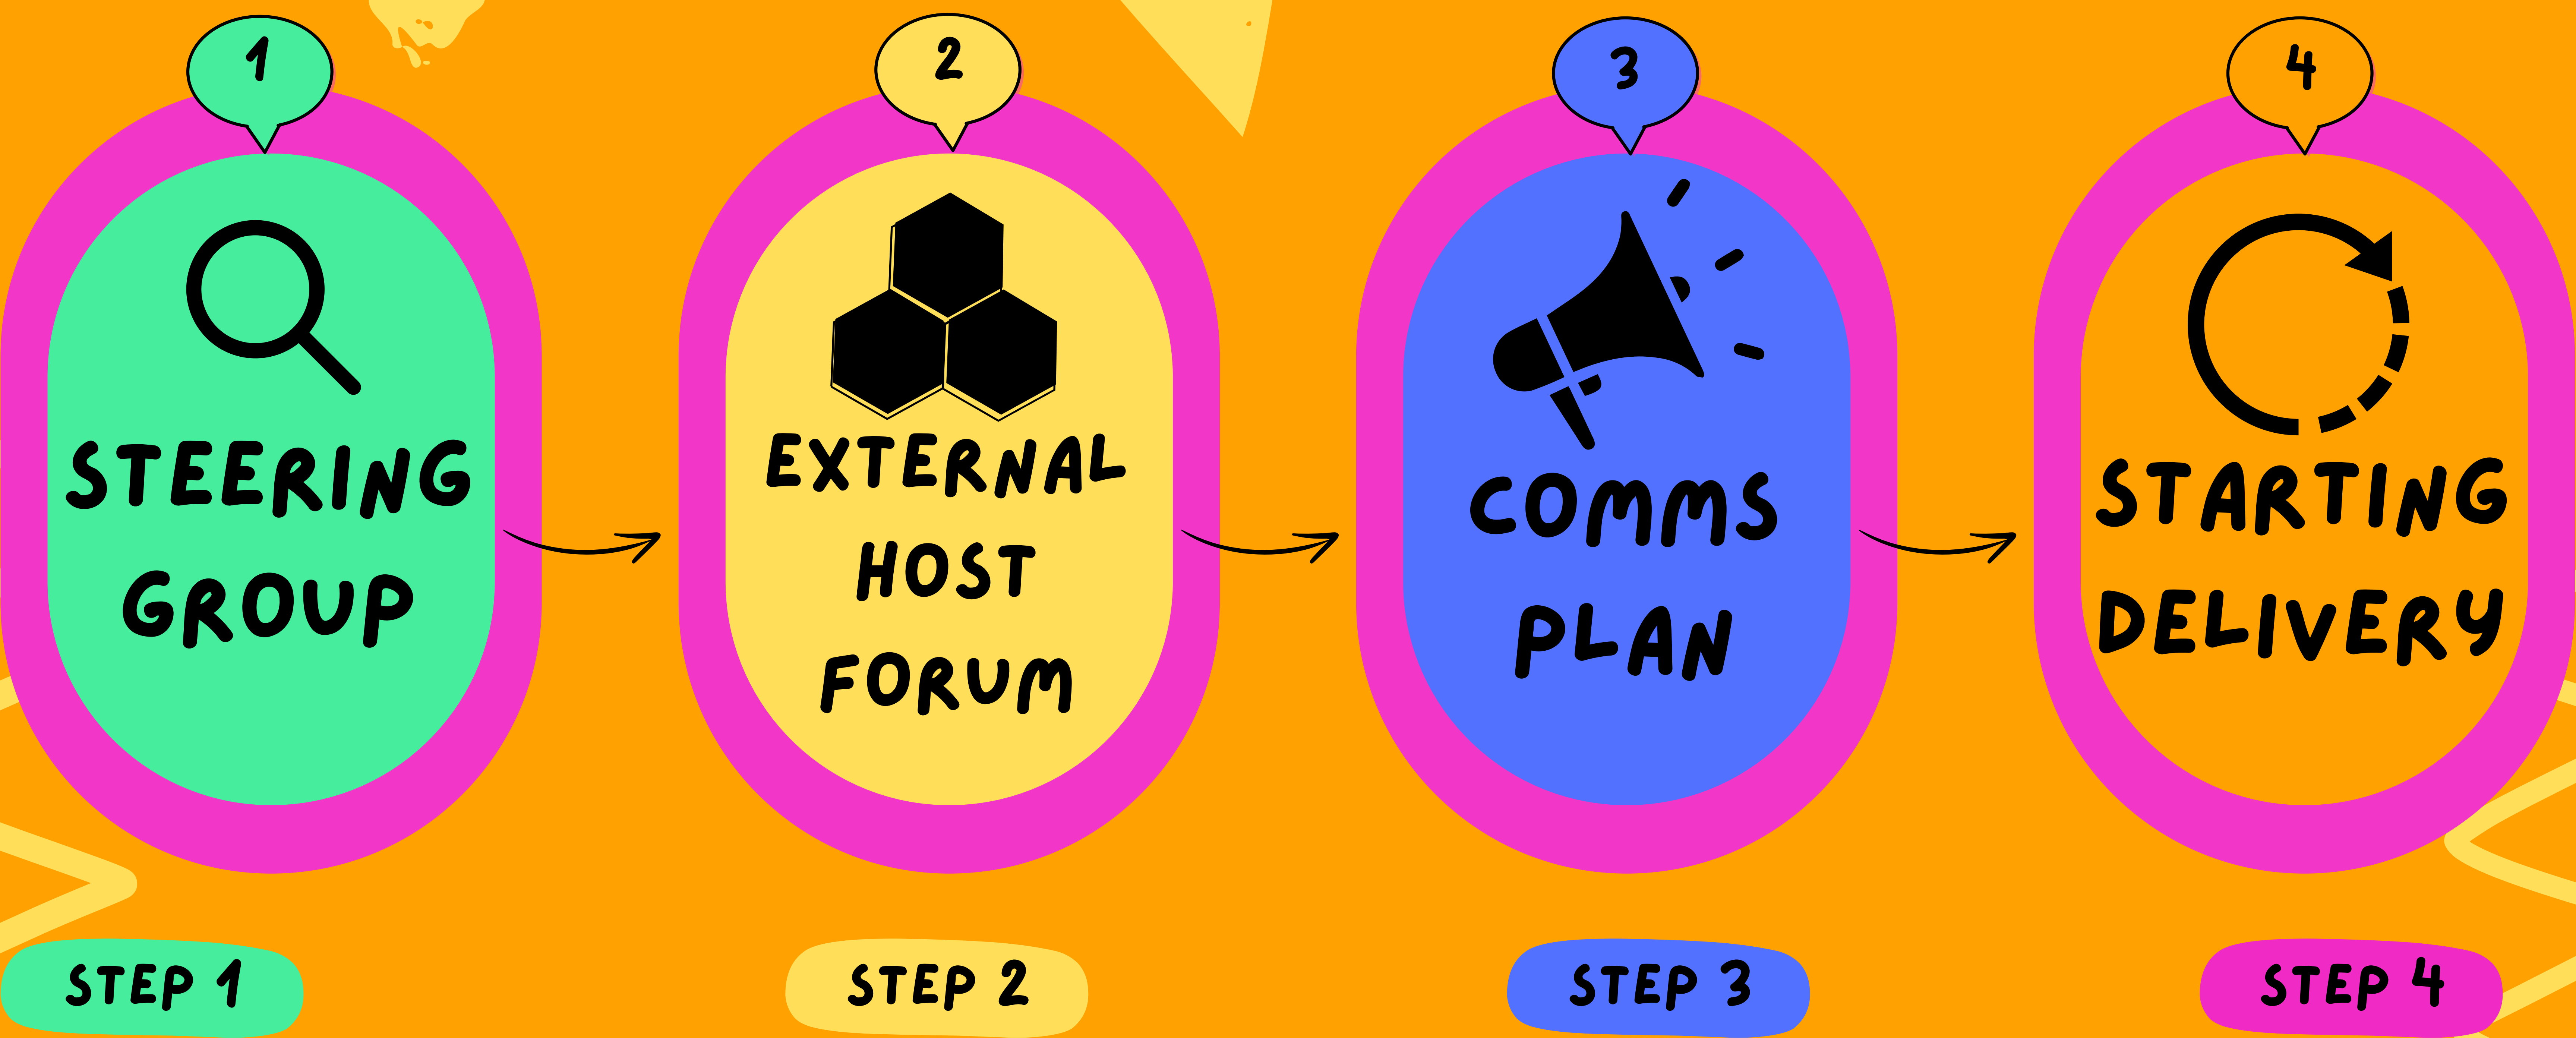 1
STEERING
GROUP
2
EXTERNAL
HOST
FORUM
3
COMMS
PLAN
4
STARTING
DELIVERY
STEP 1
STEP 2
STEP 3
STEP 4